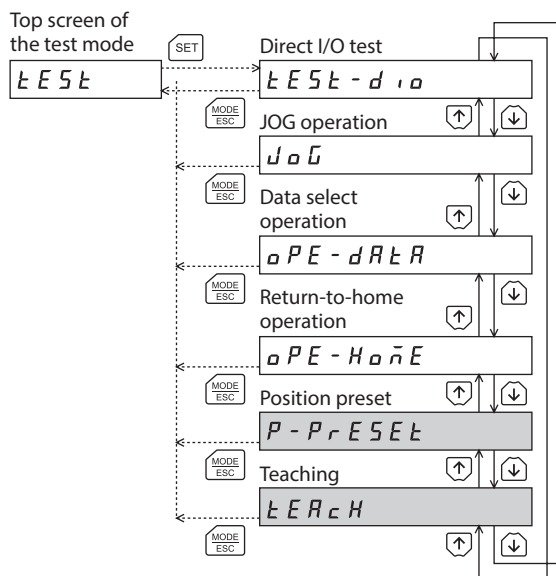 Top screen of
the test mode
SET
Direct I/O test
tESt
tESt-dio
MODE
ESC
JOG operation
JoG
MODE
ESC
Data select
operation
oPE-dAtA
MODE
ESC
Return-to-home
operation
oPE-HomE
MODE
ESC
Position preset
P-PrESEt
MODE
ESC
Teaching
tEAcH
MODE
ESC